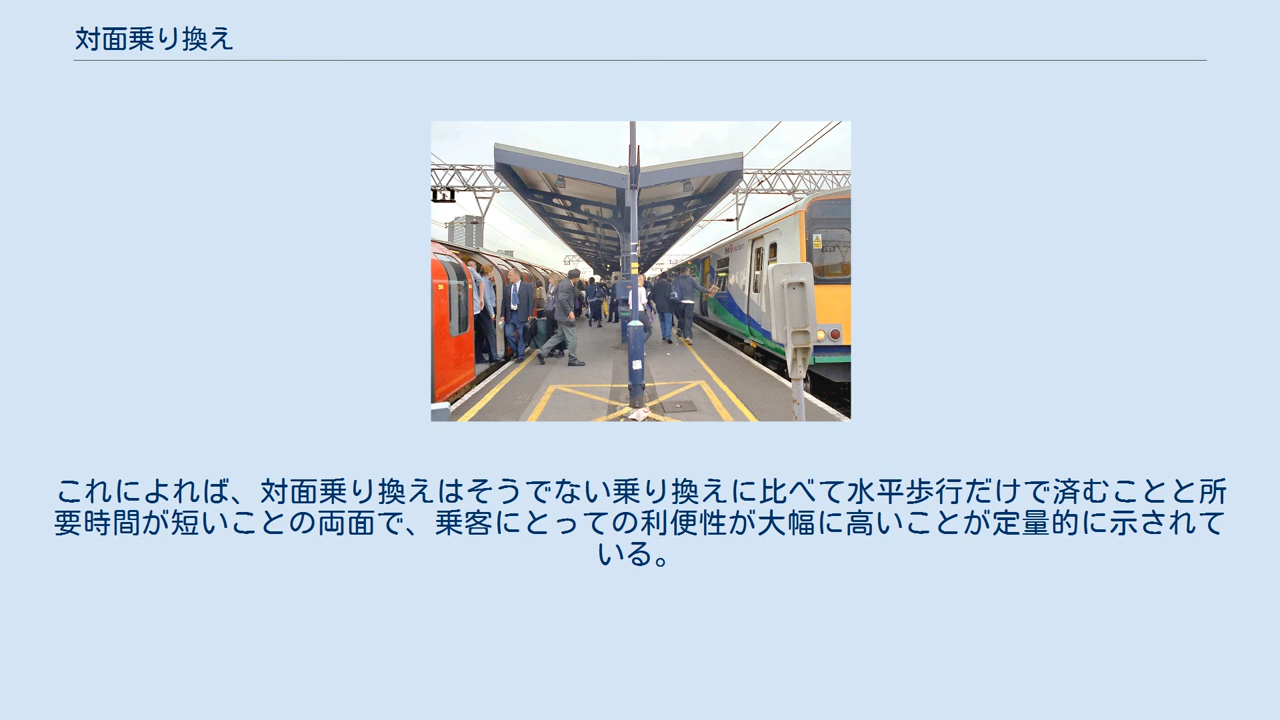 対面乗り換え
これによれば、対面乗り換えはそうでない乗り換えに比べて水平歩行だけで済むことと所
要時間が短いことの両面で、乗客にとっての利便性が大幅に高いことが定量的に示されて
いる。